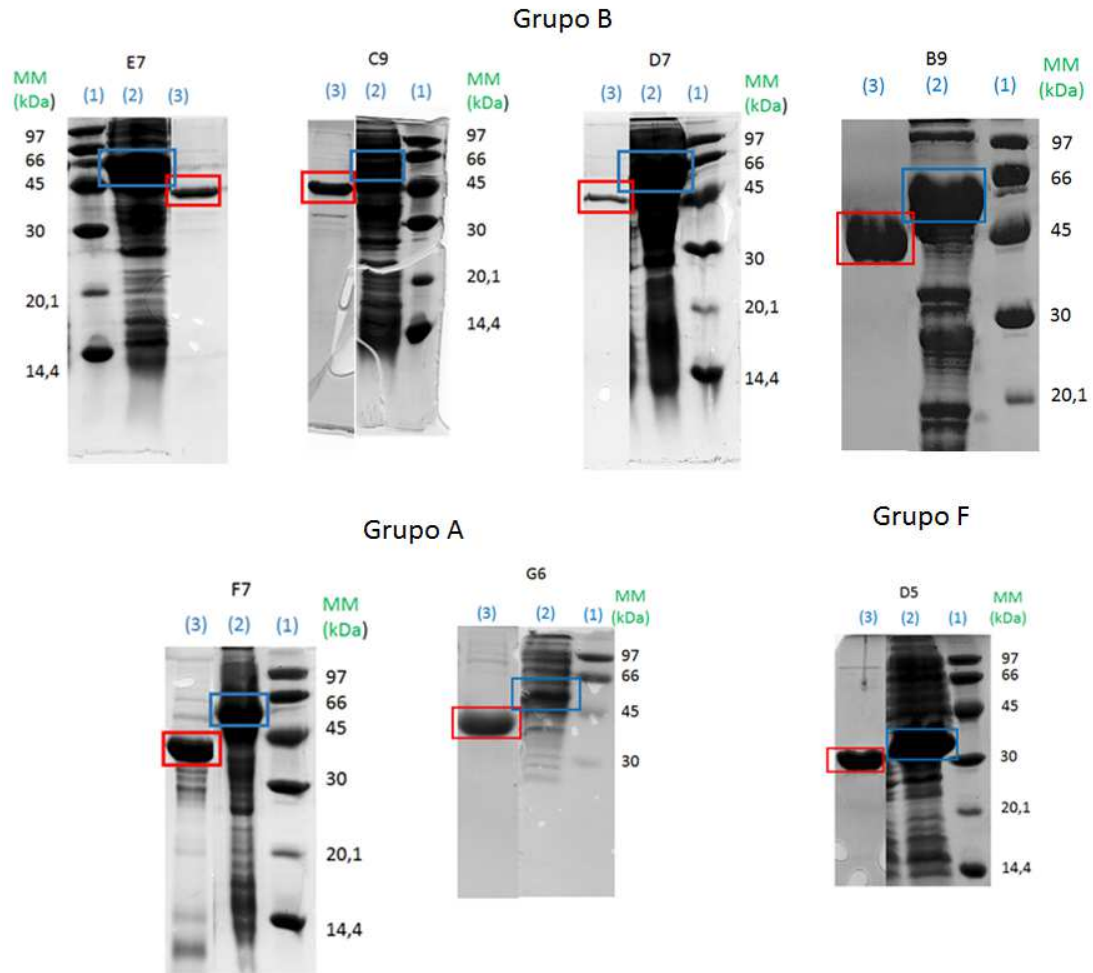 Grupo B
E7
MM
(kDa)
(1) (2) (3)
97
66
45
30
20,1
14,4
C9
MM
(kDa)
(3) (2) (1)
97
66
45
30
20,1
14,4
D7
MM
(kDa)
(3) (2) (1)
97
66
45
30
20,1
14,4
B9
MM
(kDa)
(3) (2) (1)
97
66
45
30
20,1
Grupo A
F7
MM
(kDa)
(3) (2) (1)
97
66
45
30
20,1
14,4
G6
MM
(kDa)
(3) (2) (1)
97
66
45
30
Grupo F
D5
MM
(kDa)
(3) (2) (1)
97
66
45
30
20,1
14,4